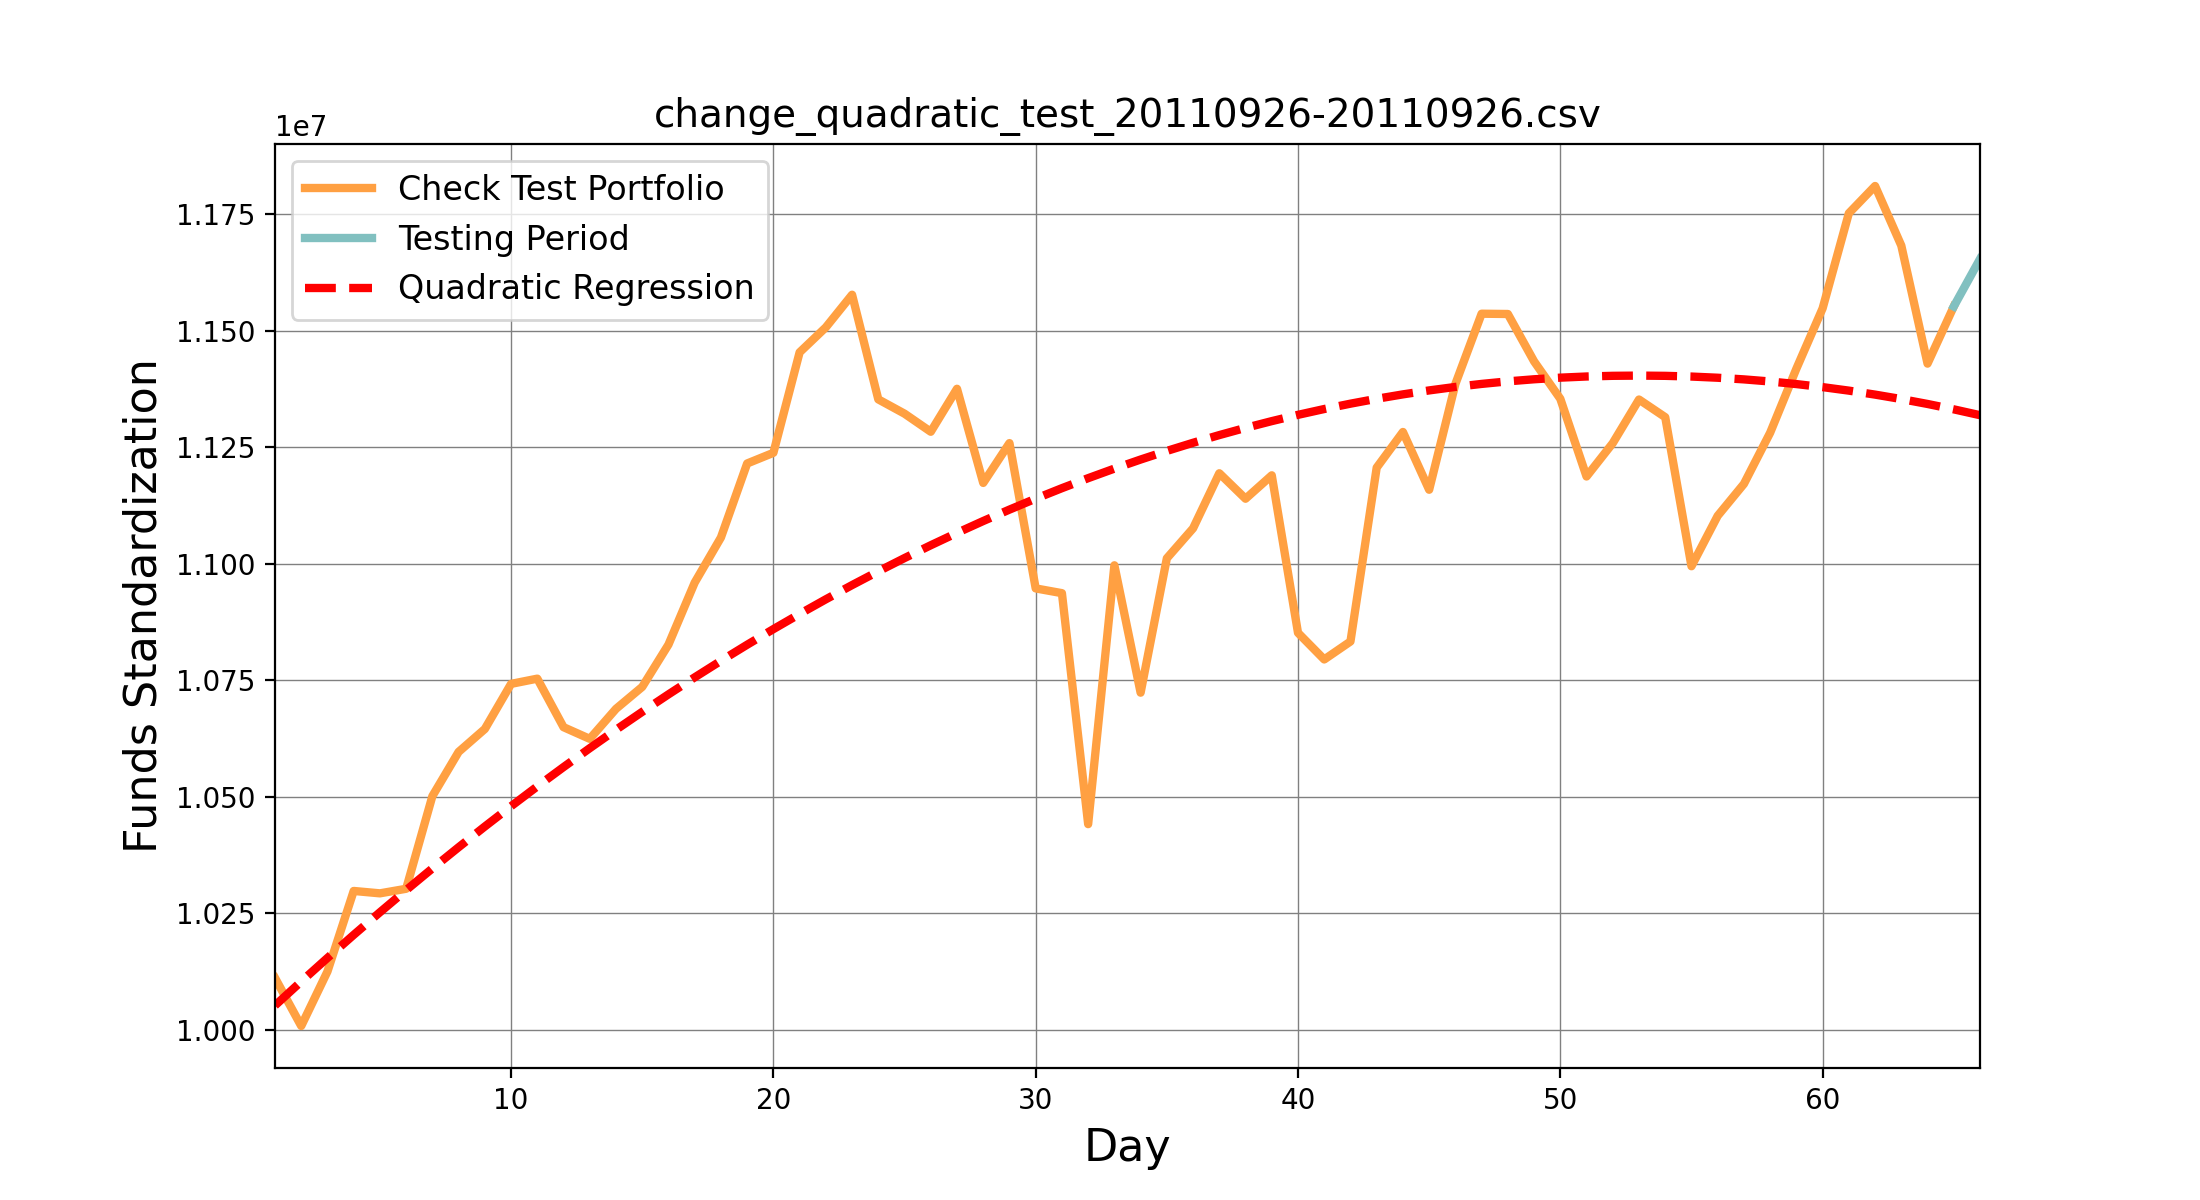 change_quadratic_test_20110926-20110926.csv
1e7
Check Test Portfolio
Testing Period
Quadratic Regression
1.175
1.150
1.125
1.100
1.075
1.050
1.025
1.000
Funds Standardization
10 20 30 40 50 60
Day